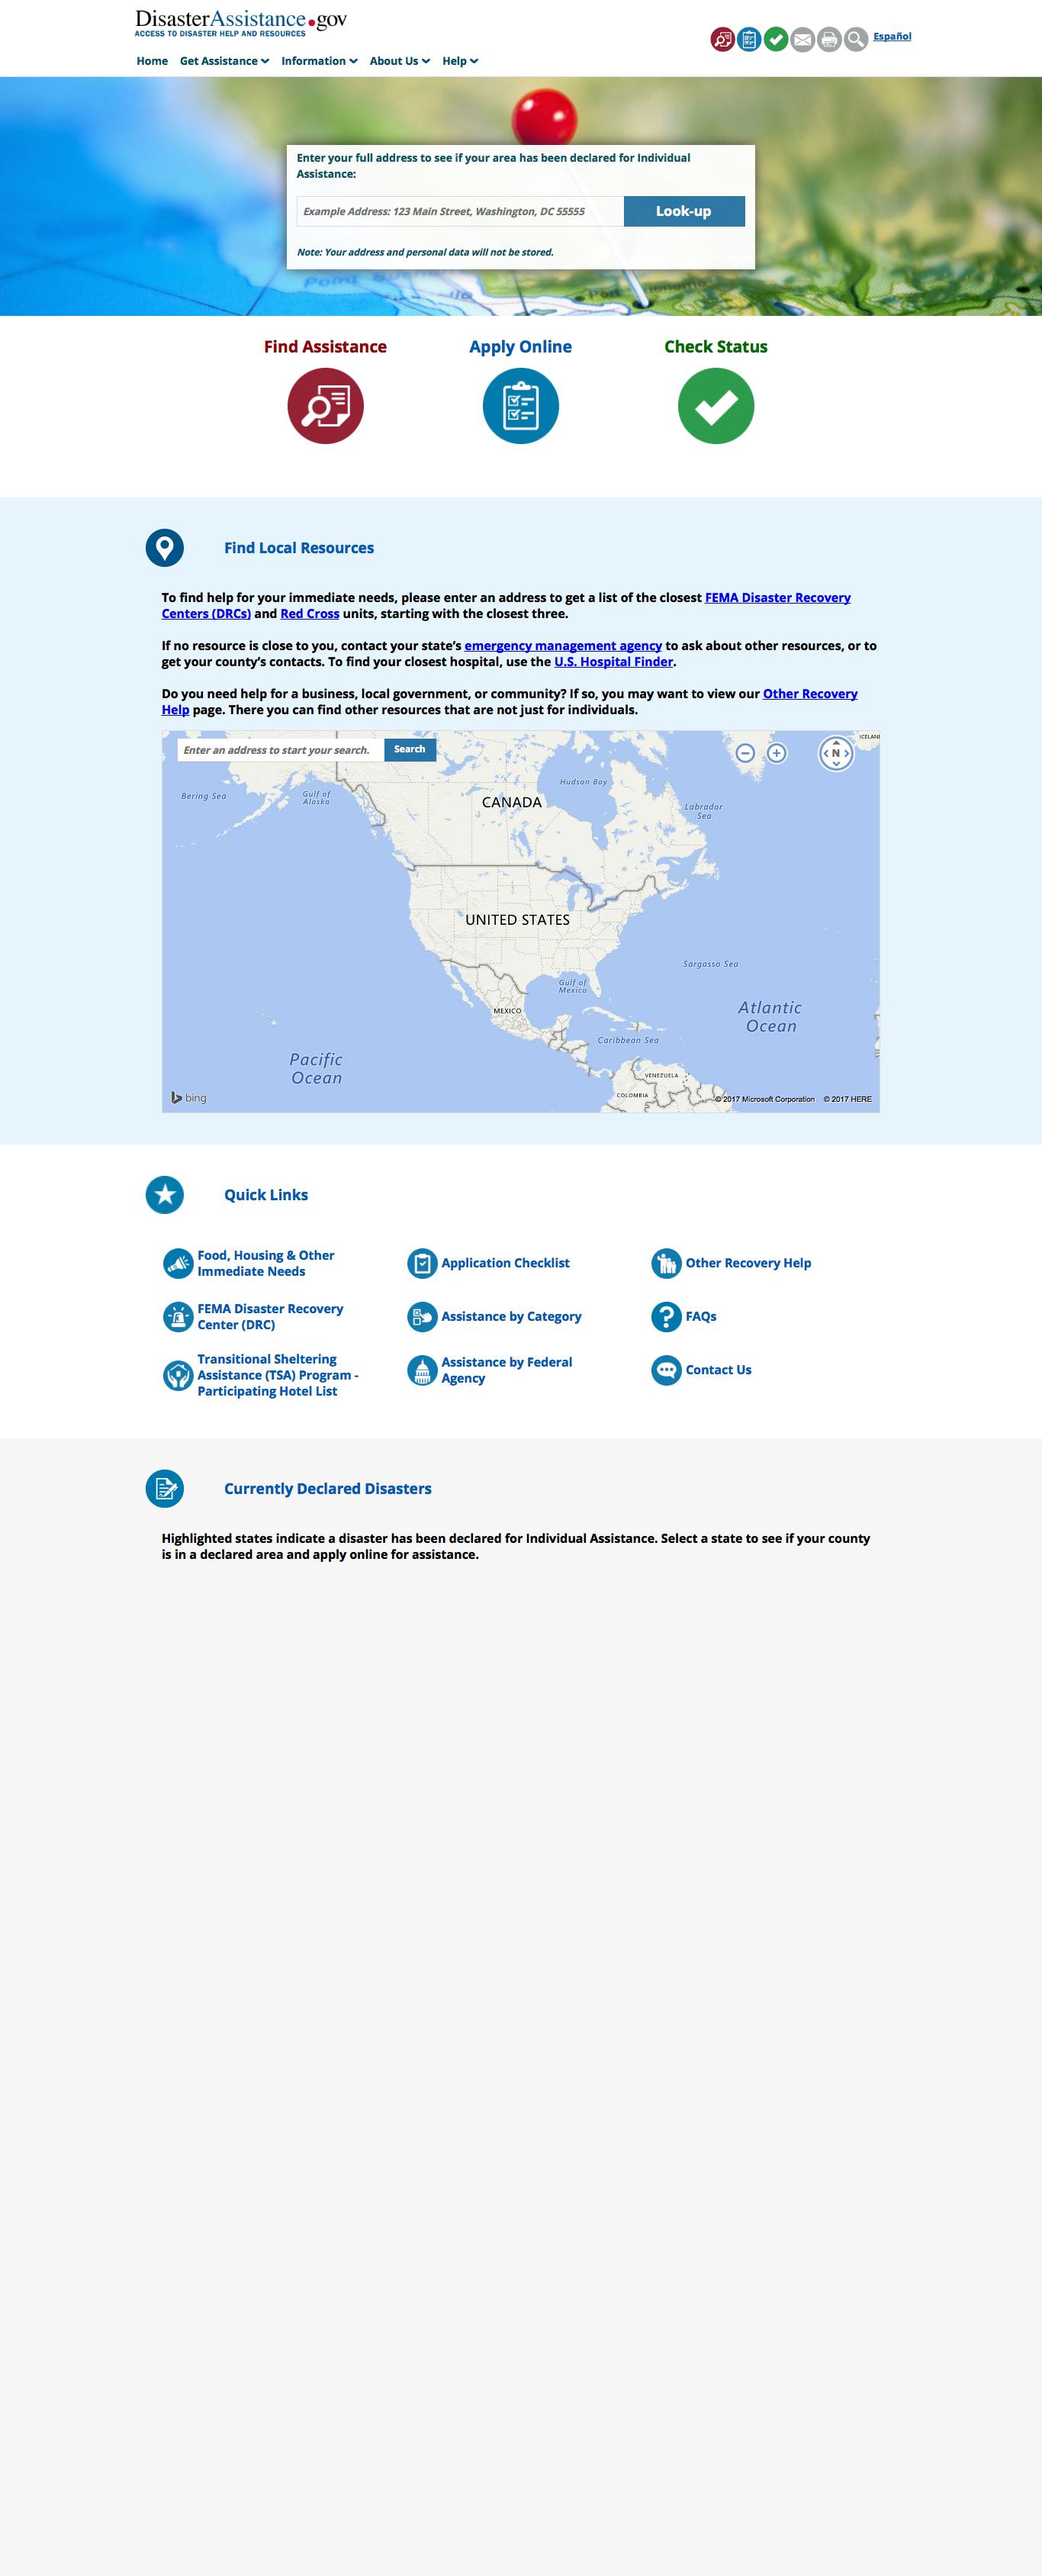 DisasterAssistance.gov
ACCESS TO DISASTER HELP AND RESOURCES
Español
Home Get Assistance Information About Us Help
Enter your full address to see if your area has been declared for Individual
Assistance:
Example Address: 123 Main Street, Washington, DC 55555
Look-up
Note: Your address and personal data will not be stored.
Find Assistance
Apply Online
Check Status
Find Local Resources
To find help for your immediate needs, please enter an address to get a list of the closest FEMA Disaster Recovery
Centers (DRCs) and Red Cross units, starting with the closest three.
If no resource is close to you, contact your state's emergency management agency to ask about other resources, or to
get your county's contacts. To find your closest hospital, use the U.S. Hospital Finder.
Do you need help for a business, local government, or community? If so, you may want to view our Other Recovery
Help page. There you can find other resources that are not just for individuals.
Enter an address to start your search.
Search
N
Bering Sea
Gulf of
Alaska
Hudson Bay
CANADA
Labrador
Sea
UNITED STATES
Sargasso Sea
Gulf of
Mexico
MEXICO
Atlantic
Ocean
Caribbean Sea
Pacific
Ocean
VENEZUELA
COLOMBIA
bing
© 2017 Microsoft Corporation © 2017 HERE
Quick Links
Food, Housing & Other
Immediate Needs
Application Checklist
Other Recovery Help
FEMA Disaster Recovery
Center (DRC)
Assistance by Category
FAQs
Transitional Sheltering
Assistance (TSA) Program -
Participating Hotel List
Assistance by Federal
Agency
Contact Us
Currently Declared Disasters
Highlighted states indicate a disaster has been declared for Individual Assistance. Select a state to see if your county
is in a declared area and apply online for assistance.